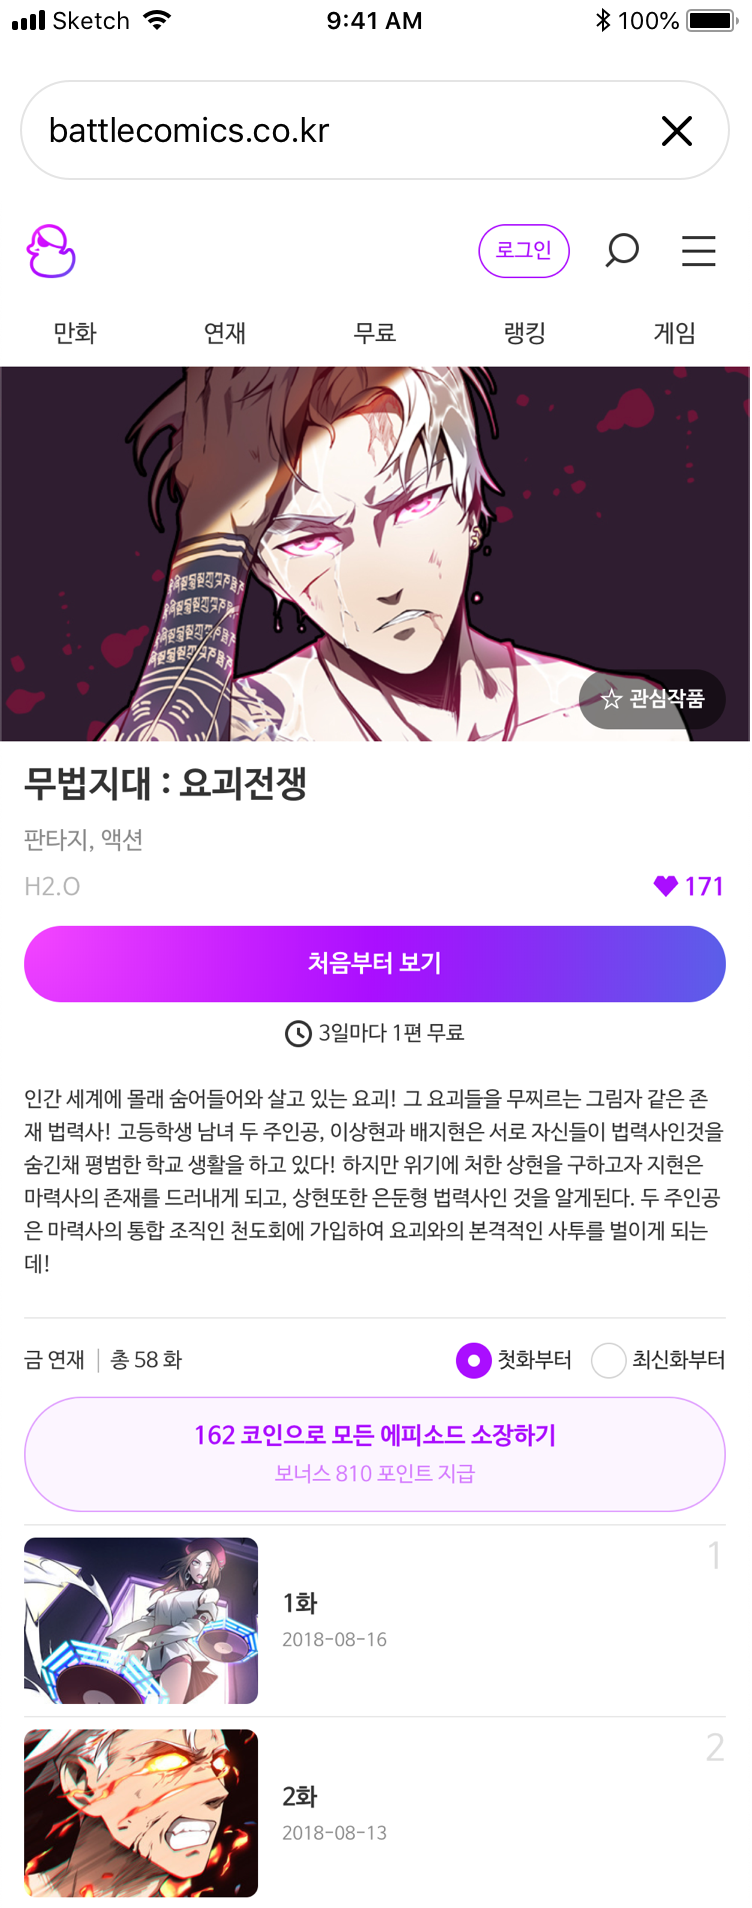 Sketch 9:41 AM 100%
battlecomics.co.kr
로그인
만화 연재 무료 랭킹 게임
☆ 관심작품
무법지대 : 요괴전쟁
판타지, 액션
H2.O 171
처음부터 보기
3일마다 1편 무료
인간 세계에 몰래 숨어들어와 살고 있는 요괴! 그 요괴들을 무찌르는 그림자 같은 존
재 법력사! 고등학생 남녀 두 주인공, 이상현과 배지현은 서로 자신들이 법력사인것을
숨긴채 평범한 학교 생활을 하고 있다! 하지만 위기에 처한 상현을 구하고자 지현은
마력사의 존재를 드러내게 되고, 상현또한 은둔형 법력사인 것을 알게된다. 두 주인공
은 마력사의 통합 조직인 천도회에 가입하여 요괴와의 본격적인 사투를 벌이게 되는
데!
금 연재 | 총 58 화 첫화부터 최신화부터
162 코인으로 모든 에피소드 소장하기
보너스 810 포인트 지급
1
1화
2018-08-16
2
2화
2018-08-13